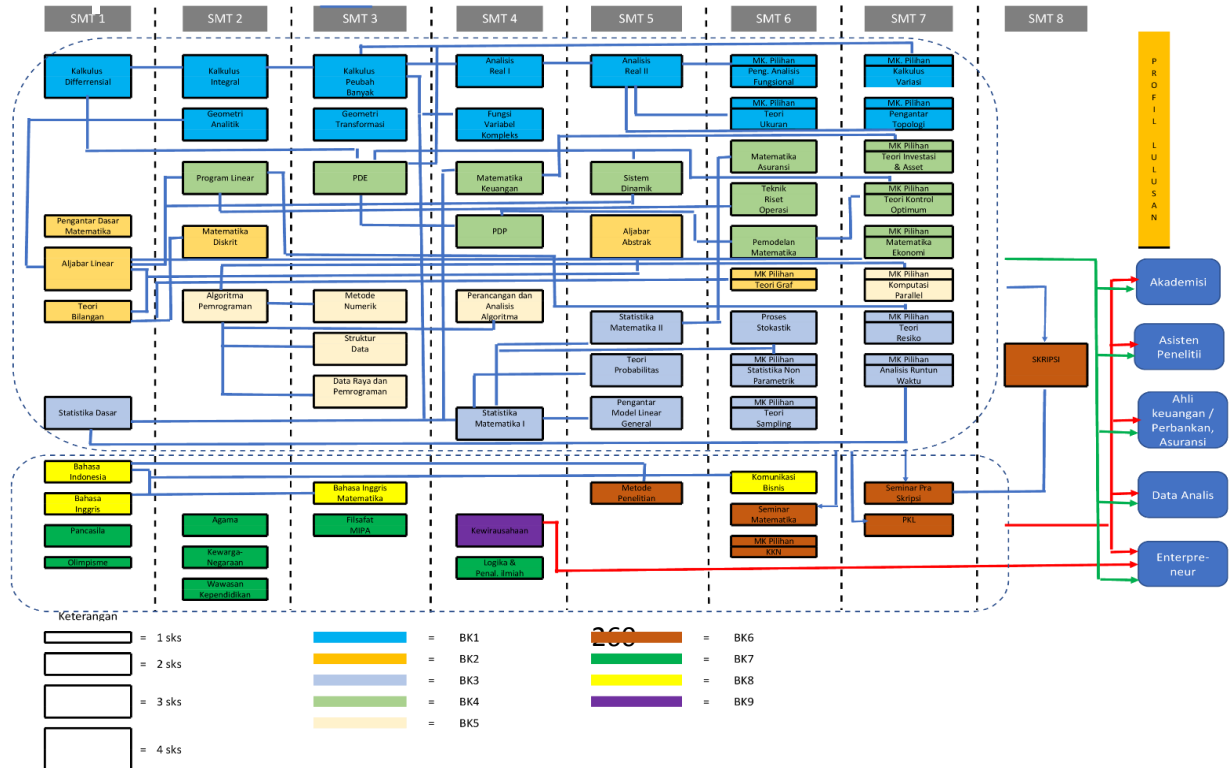 SMT 1
SMT 2
SMT 3
SMT 4
SMT 5
SMT 6
SMT 7
SMT 8
Kalkulus
Differrensial
Pengantar Dasar
Matematika
Aljabar Linear
Teori
Bilangan
Statistika Dasar
Bahasa
Indonesia
Bahasa
Inggris
Pancasila
Olimpisme
Kalkulus
Integral
Geometri
Analitik
Program Linear
Matematika
Diskrit
Algoritma
Pemrograman
Agama
Kewarga-
Negaraan
Wawasan
Kependidikan
Kalkulus
Peubah
Banyak
Geometri
Transformasi
PDE
Metode
Numerik
Struktur
Data
Data Raya dan
Pemrograman
Bahasa Inggris
Matematika
Filsafat
MIPA
Analisis
Real I
Fungsi
Variabel
Kompleks
Matematika
Keuangan
PDP
Perancangan dan
Analisis
Algoritma
Statistika
Matematika I
Kewirausahaan
Logika &
Penal. Ilmiah
Analisis
Real II
Sistem
Dinamik
Aljabar
Abstrak
Statistika
Matematika II
Teori
Probabilitas
Pengantar
Model Linear
General
Metode
Penelitian
MK. Pilihan
Peng. Analisis
Fungsional
MK. Pilihan
Teori
Ukuran
Matematika
Asuransi
Teknik
Riset
Operasi
Pemodelan
Matematika
MK Pilihan
Teori Graf
Proses
Stokastik
MK Pilihan
Statistika Non
Parametrik
MK Pilihan
Teori
Sampling
Komunikasi
Bisnis
Seminar
Matematika
MK Pilihan
KKN
MK. Pilihan
Kalkulus
Variasi
MK. Pilihan
Pengantar
Topologi
MK Pilihan
Teori Investasi
& Asset
MK Pilihan
Teori Kontrol
Optimum
MK Pilihan
Matematika
Ekonomi
MK Pilihan
Komputasi
Parallel
MK Pilihan
Teori
Resiko
MK Pilihan
Analisis Runtun
Waktu
Seminar Pra
Skripsi
PKL
SKRIPSI
PROFIL LULUSAN
Akademisi
Asisten
Penelitii
Ahli
keuangan /
Perbankan,
Asuransi
Data Analis
Enterpre-
neur
Keterangan
= 1 sks
= 2 sks
= 3 sks
= 4 sks
= BK1
= BK2
= BK3
= BK4
= BK5
260
= BK6
= BK7
= BK8
= BK9